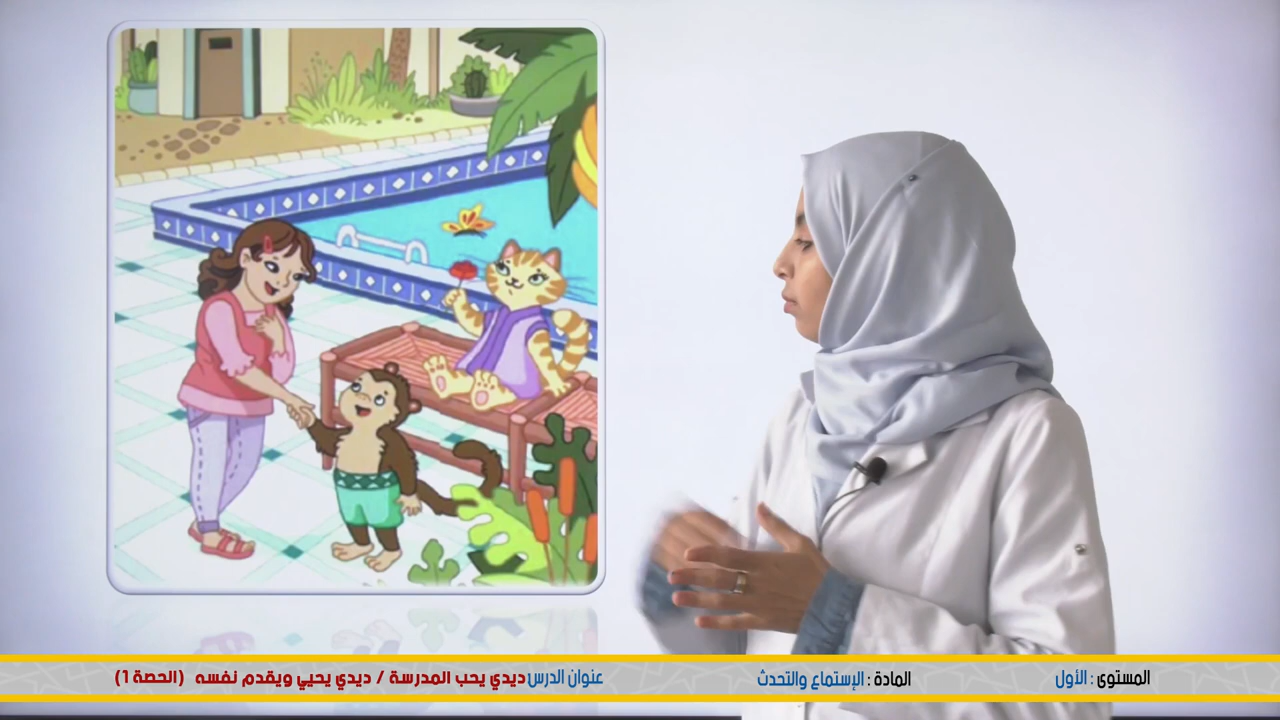 المستوى : الأول
المادة : الإستماع والتحدث
عنوان الدرس ديدي يحب المدرسة / ديدي يحيي ويقدم نفسه (الحصة 1)